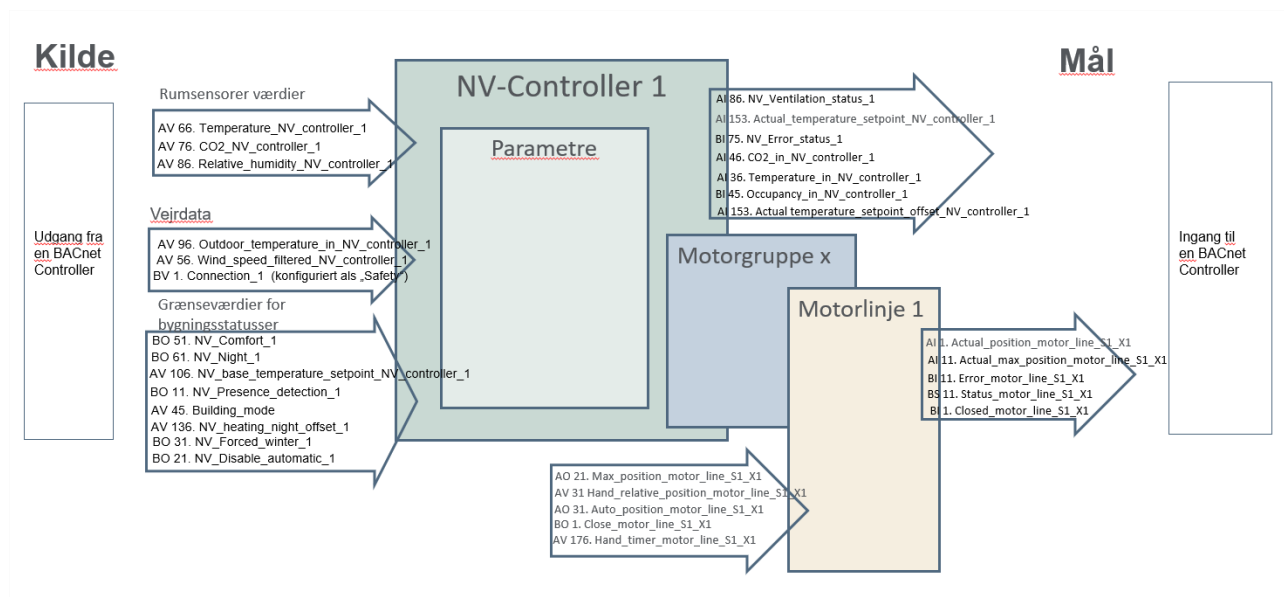 Kilde
Mål
NV-Controller 1
Parametre
Udgang fra
en BACnet
Controller
Rumsensorer værdier
AV 66. Temperature_NV_controller_1
AV 76. CO2_NV_controller_1
AV 86. Relative_humidity_NV_controller_1
Vejrdata
AV 96. Outdoor_temperature_in_NV_controller_1
AV 56. Wind_speed_filtered_NV_controller_1
BV 1. Connection_1 (konfiguriert als „Safety“)
Grænseværdier for
bygningsstatusser
BO 51. NV_Comfort_1
BO 61. NV_Night_1
AV 106. NV_base_temperature_setpoint_NV_controller_1
BO 11. NV_Presence_detection_1
AV 45. Building_mode
AV 136. NV_heating_night_offset_1
BO 31. NV_Forced_winter_1
BO 21. NV_Disable_automatic_1
AI 86. NV_Ventilation_status_1
AI 153. Actual_temperature_setpoint_NV_controller_1
BI 75. NV_Error_status_1
AI 46. CO2_in_NV_controller_1
AI 36. Temperature_in_NV_controller_1
BI 45. Occupancy_in_NV_controller_1
AI 153. Actual temperature_setpoint_offset_NV_controller_1
Motorgruppe x
Motorlinje 1
AI 1. Actual_position_motor_line_S1_X1
AI 11. Actual_max_position_motor_line_S1_X1
BI 11. Error_motor_line_S1_X1
BS 11. Status_motor_line_S1_X1
BI 1. Closed_motor_line_S1_X1
AO 21. Max_position_motor_line_S1_X1
AV 31 Hand_relative_position_motor_line_S1_X1
AO 31. Auto_position_motor_line_S1_X1
BO 1. Close_motor_line_S1_X1
AV 176. Hand_timer_motor_line_S1_X1
Ingang til
en BACnet
Controller